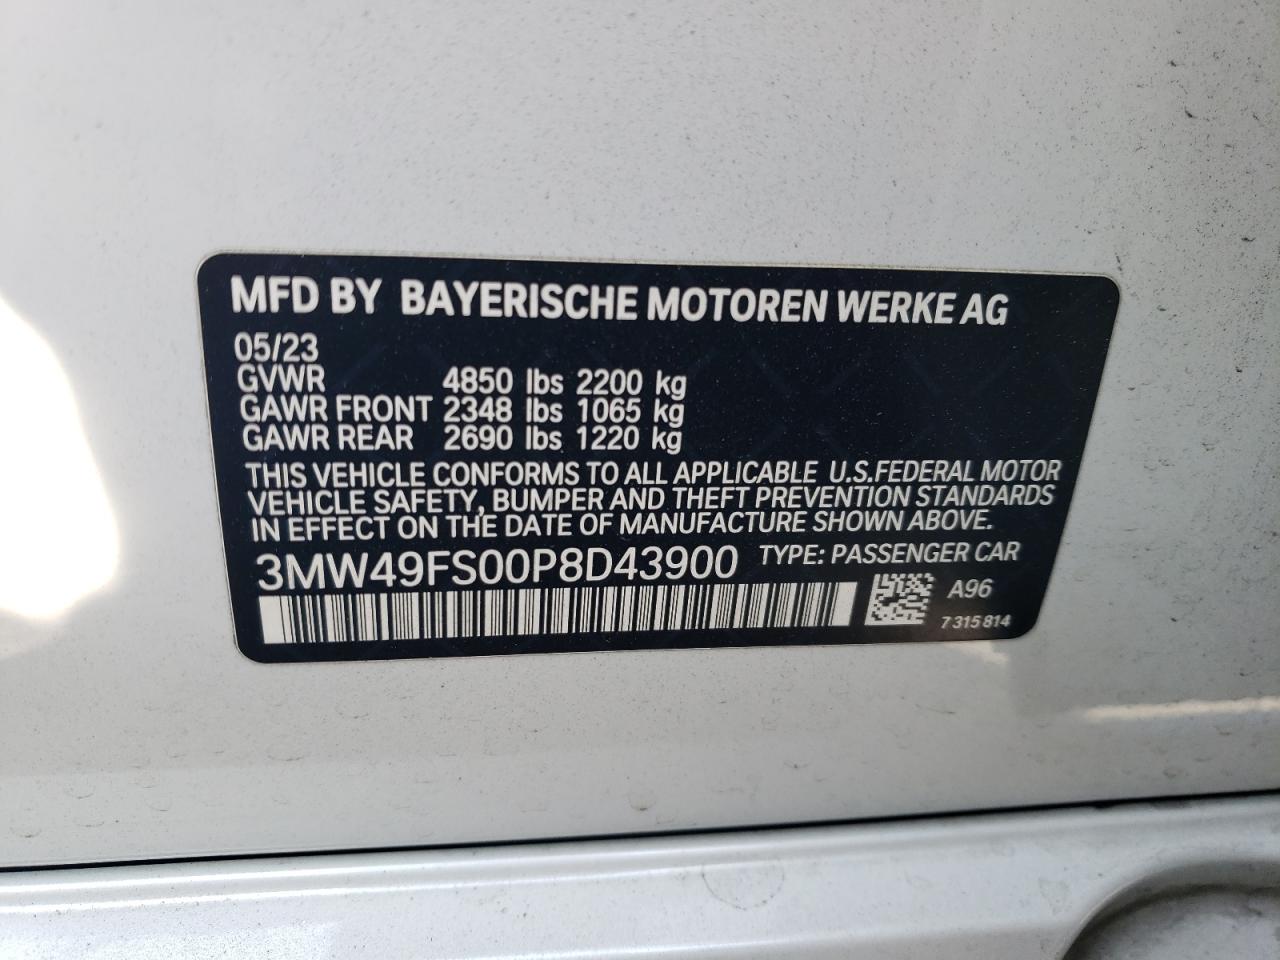 MFD BY BAYERISCHE MOTOREN WERKE AG
05/23
GVWR 4850 lbs 2200 kg
GAWR FRONT 2348 lbs 1065 kg
GAWR REAR 2690 lbs 1220 kg
THIS VEHICLE CONFORMS TO ALL APPLICABLE U.S.FEDERAL MOTOR
VEHICLE SAFETY, BUMPER AND THEFT PREVENTION STANDARDS
IN EFFECT ON THE DATE OF MANUFACTURE SHOWN ABOVE.
3MW49FS00P8D43900 TYPE: PASSENGER CAR
A96
7 315 814